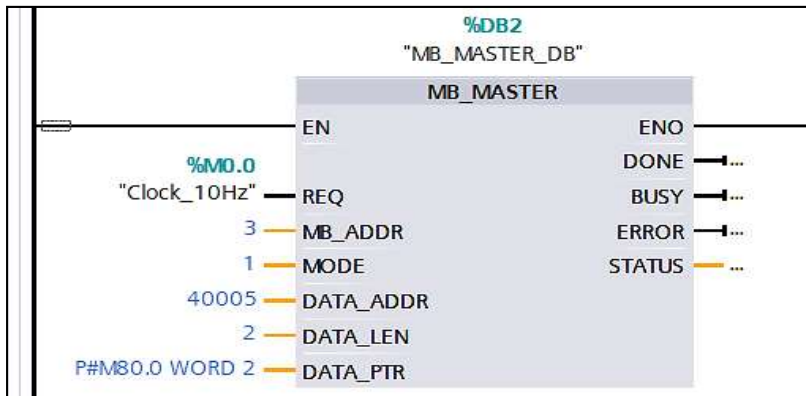 %DB2
"MB_MASTER_DB"
MB_MASTER
EN ENO
%M0.0 DONE ...
"Clock_10Hz" REQ BUSY ...
3 MB_ADDR ERROR ...
1 MODE STATUS ...
40005 DATA_ADDR
2 DATA_LEN
P#M80.0 WORD 2 DATA_PTR